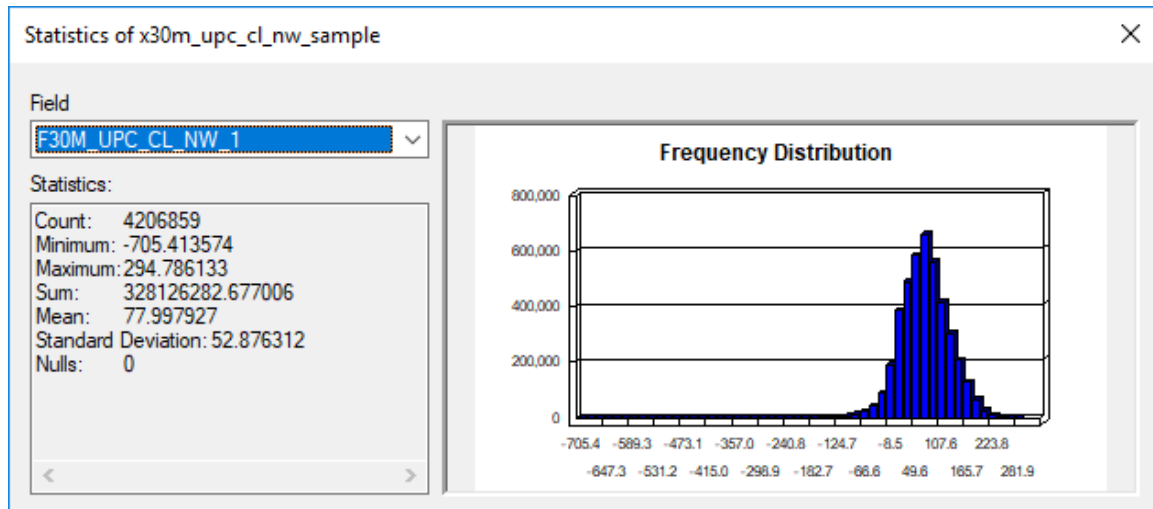 Statistics of x30m_upc_cl_nw_sample
Field
F30M_UPC_CL_NW_1
Statistics:
Count: 4206859
Minimum: -705.413574
Maximum: 294.786133
Sum: 328126282.677006
Mean: 77.997927
Standard Deviation: 52.876312
Nulls: 0
Frequency Distribution
800,000
600,000
400,000
200,000
0
-705.4 -589.3 -473.1 -357.0 -240.8 -124.7 -8.5 107.6 223.8
-647.3 -531.2 -415.0 -298.9 -182.7 -66.6 49.6 165.7 281.9